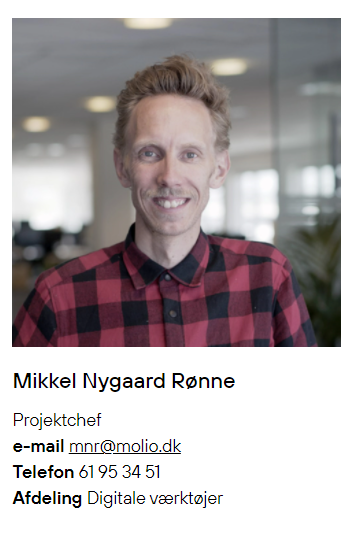 Mikkel Nygaard Rønne
Projektchef
e-mail mnr@molio.dk
Telefon 61 95 34 51
Afdeling Digitale værktøjer